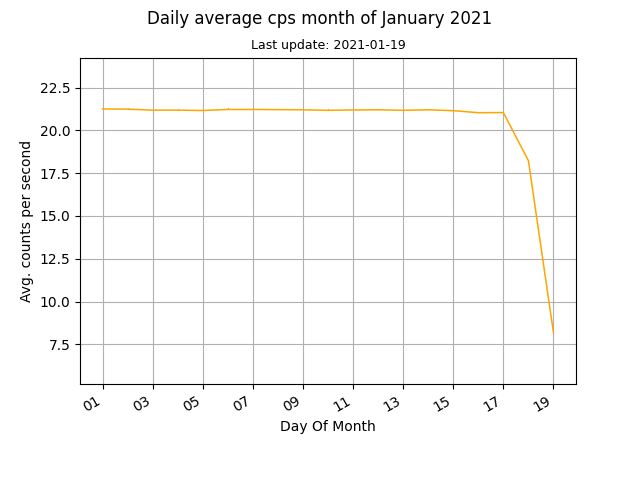 Daily average cps month of January 2021
Last update: 2021-01-19
22.5
20.0
17.5
15.0
12.5
10.0
7.5
Avg. counts per second
01 03 05 07 09 11 13 15 17 19
Day Of Month